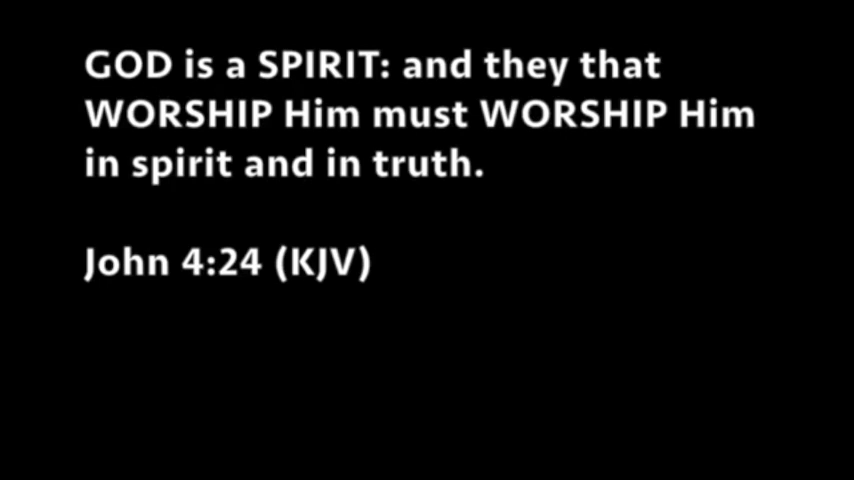 GOD is a SPIRIT: and they that
WORSHIP Him must WORSHIP Him
in spirit and in truth.
John 4:24 (KJV)